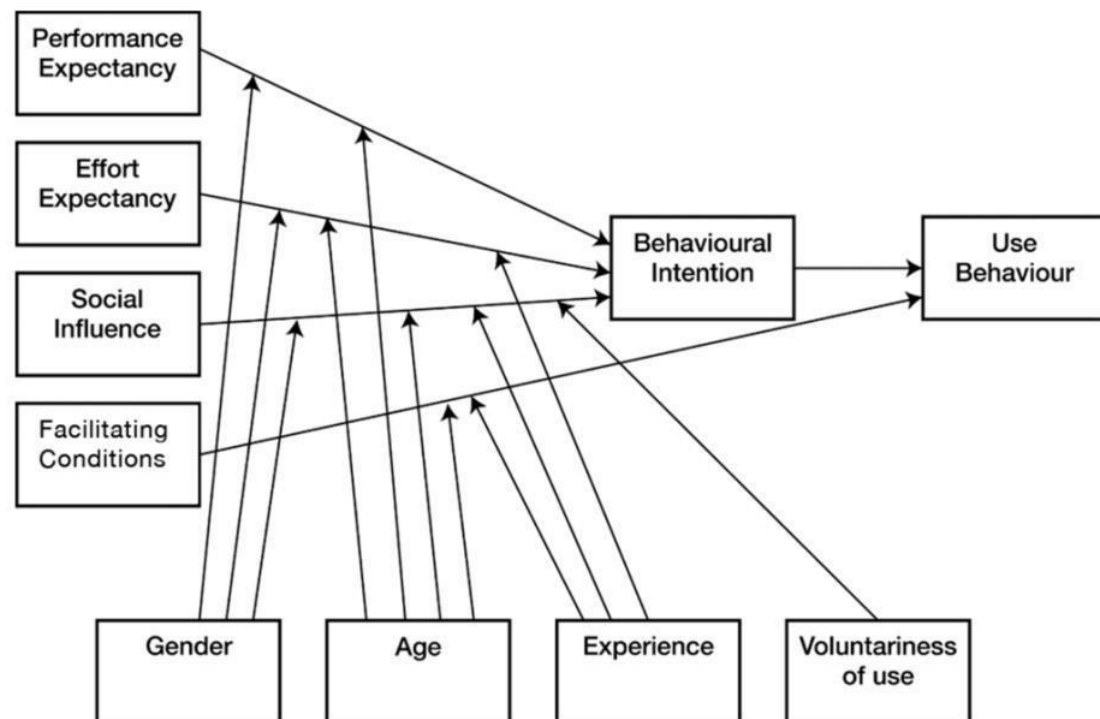 Performance
Expectancy
Effort
Expectancy
Social
Influence
Facilitating
Conditions
Behavioural
Intention
Use
Behaviour
Gender
Age
Experience
Voluntariness
of use